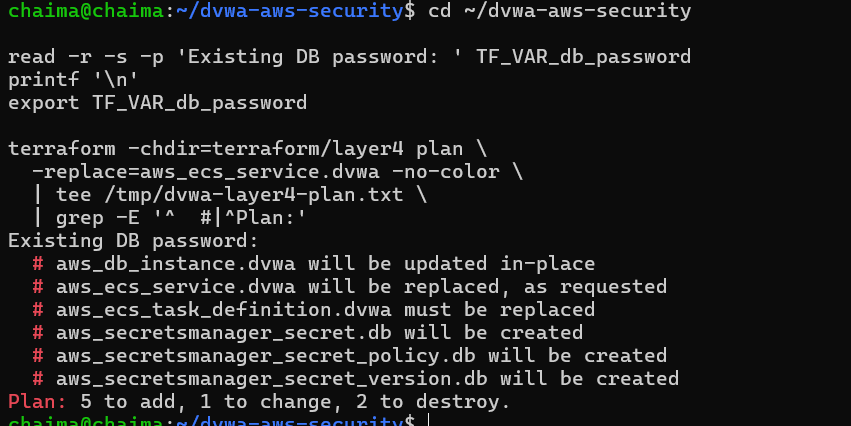 chaima@chaima:~/dvwa-aws-security$ cd ~/dvwa-aws-security
read -r -s -p 'Existing DB password: ' TF_VAR_db_password
printf '\n'
export TF_VAR_db_password
terraform -chdir=terraform/layer4 plan \
  -replace=aws_ecs_service.dvwa -no-color \
  | tee /tmp/dvwa-layer4-plan.txt \
  | grep -E '^  #|^Plan:'
Existing DB password:
  # aws_db_instance.dvwa will be updated in-place
  # aws_ecs_service.dvwa will be replaced, as requested
  # aws_ecs_task_definition.dvwa must be replaced
  # aws_secretsmanager_secret.db will be created
  # aws_secretsmanager_secret_policy.db will be created
  # aws_secretsmanager_secret_version.db will be created
Plan: 5 to add, 1 to change, 2 to destroy.
chaima@chaima:~/dvwa-aws-security$